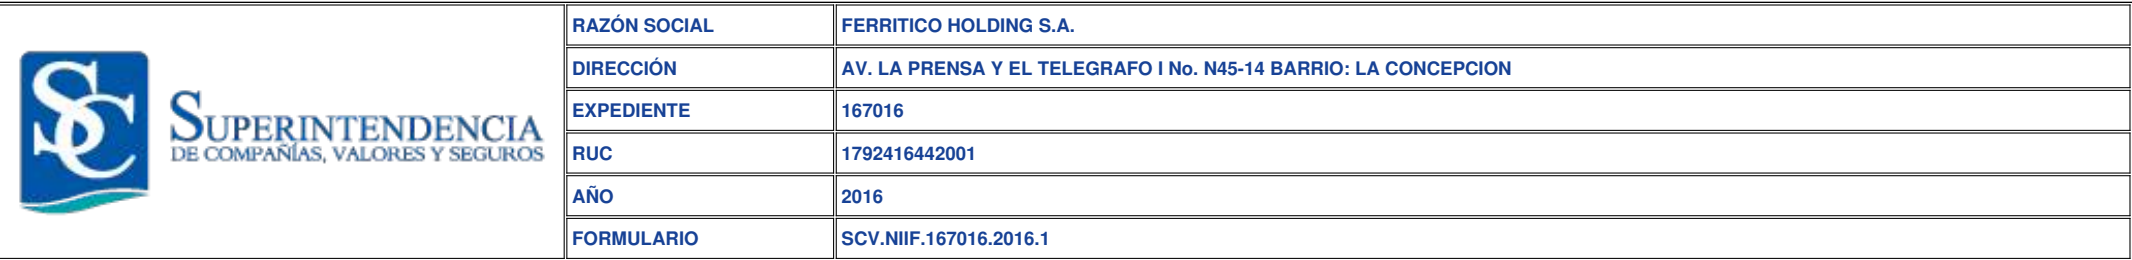 SC
SUPERINTENDENCIA
DE COMPAÑÍAS, VALORES Y SEGUROS
RAZÓN SOCIAL FERRITICO HOLDING S.A.
DIRECCIÓN AV. LA PRENSA Y EL TELEGRAFO I No. N45-14 BARRIO: LA CONCEPCION
EXPEDIENTE 167016
RUC 1792416442001
AÑO 2016
FORMULARIO SCV.NIIF.167016.2016.1